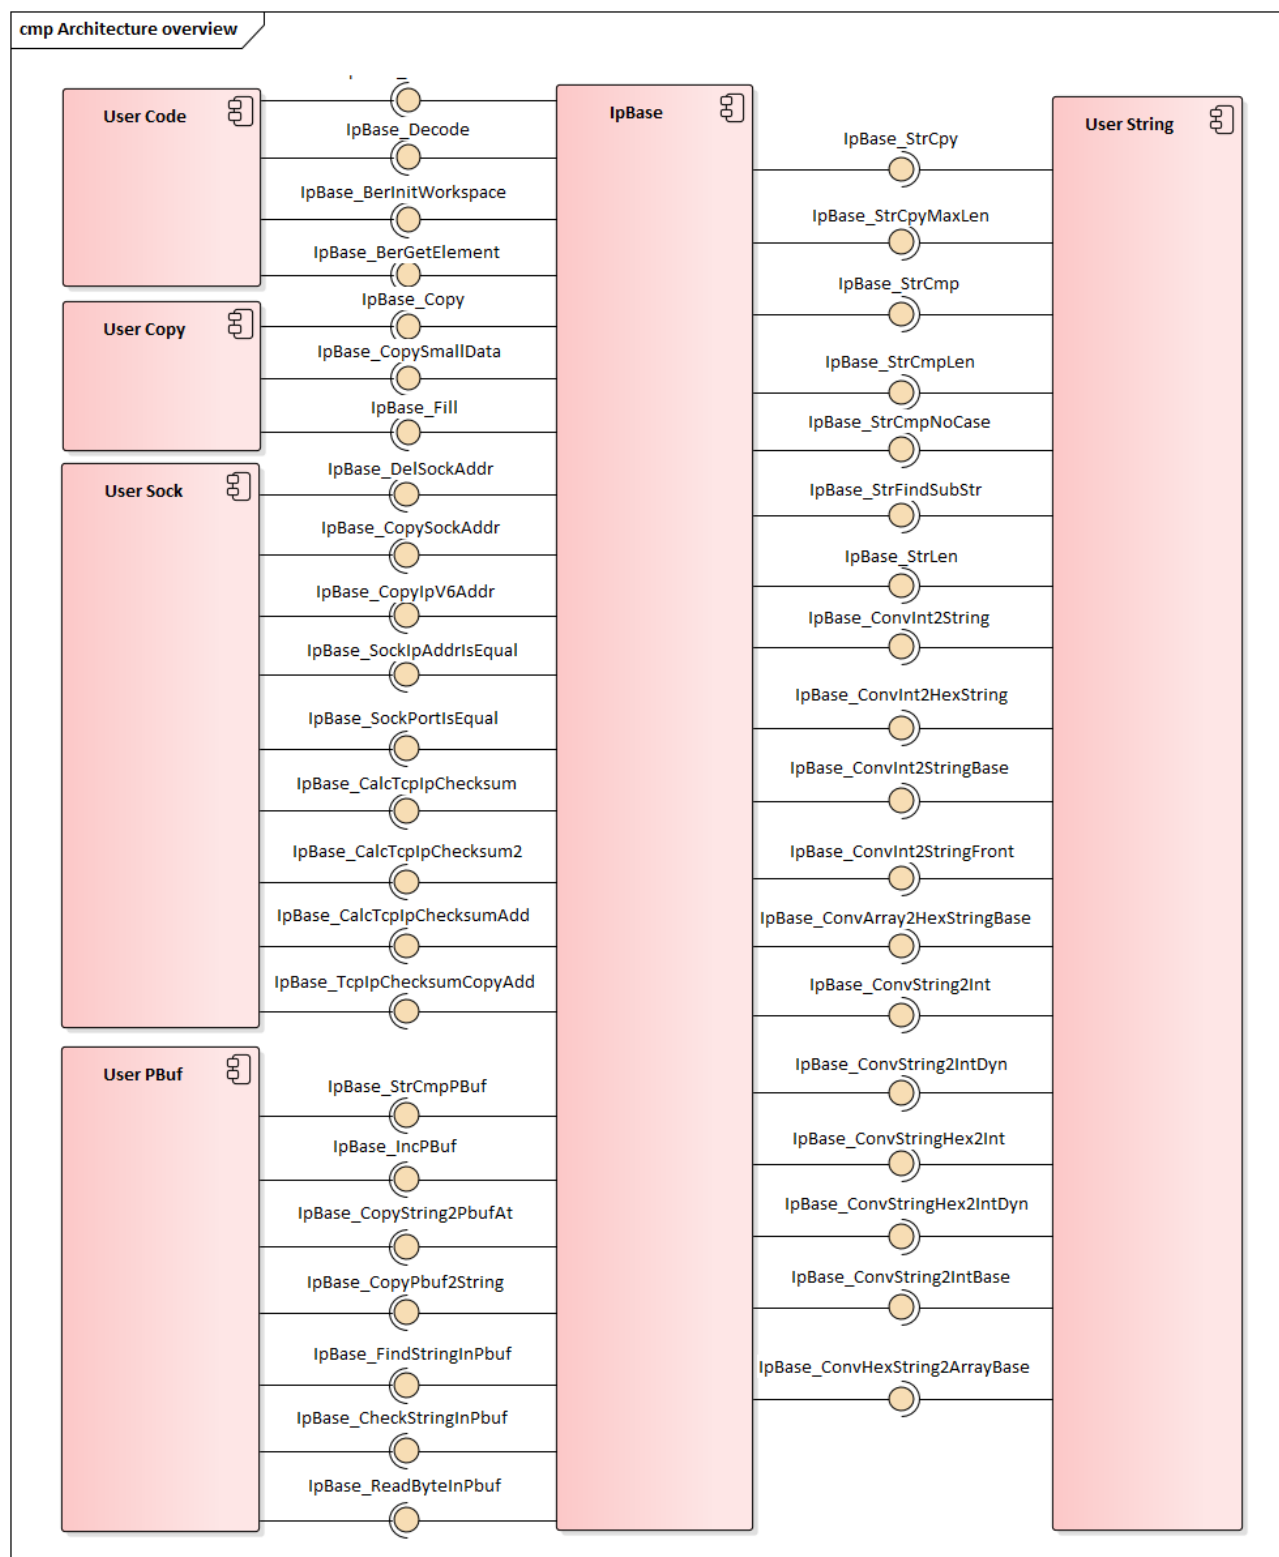 cmp Architecture overview
User Code
IpBase_Decode
IpBase_BerInitWorkspace
IpBase_BerGetElement
User Copy
IpBase_Copy
IpBase_CopySmallData
IpBase_Fill
User Sock
IpBase_DelSockAddr
IpBase_CopySockAddr
IpBase_CopyIpV6Addr
IpBase_SockIpAddrIsEqual
IpBase_SockPortIsEqual
IpBase_CalcTcpIpChecksum
IpBase_CalcTcpIpChecksum2
IpBase_CalcTcpIpChecksumAdd
IpBase_TcpIpChecksumCopyAdd
User PBuf
IpBase_StrCmpPBuf
IpBase_IncPBuf
IpBase_CopyString2PbufAt
IpBase_CopyPbuf2String
IpBase_FindStringInPbuf
IpBase_CheckStringInPbuf
IpBase_ReadByteInPbuf
IpBase
IpBase_StrCpy
IpBase_StrCpyMaxLen
IpBase_StrCmp
IpBase_StrCmpLen
IpBase_StrCmpNoCase
IpBase_StrFindSubStr
IpBase_StrLen
IpBase_ConvInt2String
IpBase_ConvInt2HexString
IpBase_ConvInt2StringBase
IpBase_ConvInt2StringFront
IpBase_ConvArray2HexStringBase
IpBase_ConvString2Int
IpBase_ConvString2IntDyn
IpBase_ConvStringHex2Int
IpBase_ConvStringHex2IntDyn
IpBase_ConvString2IntBase
IpBase_ConvHexString2ArrayBase
User String